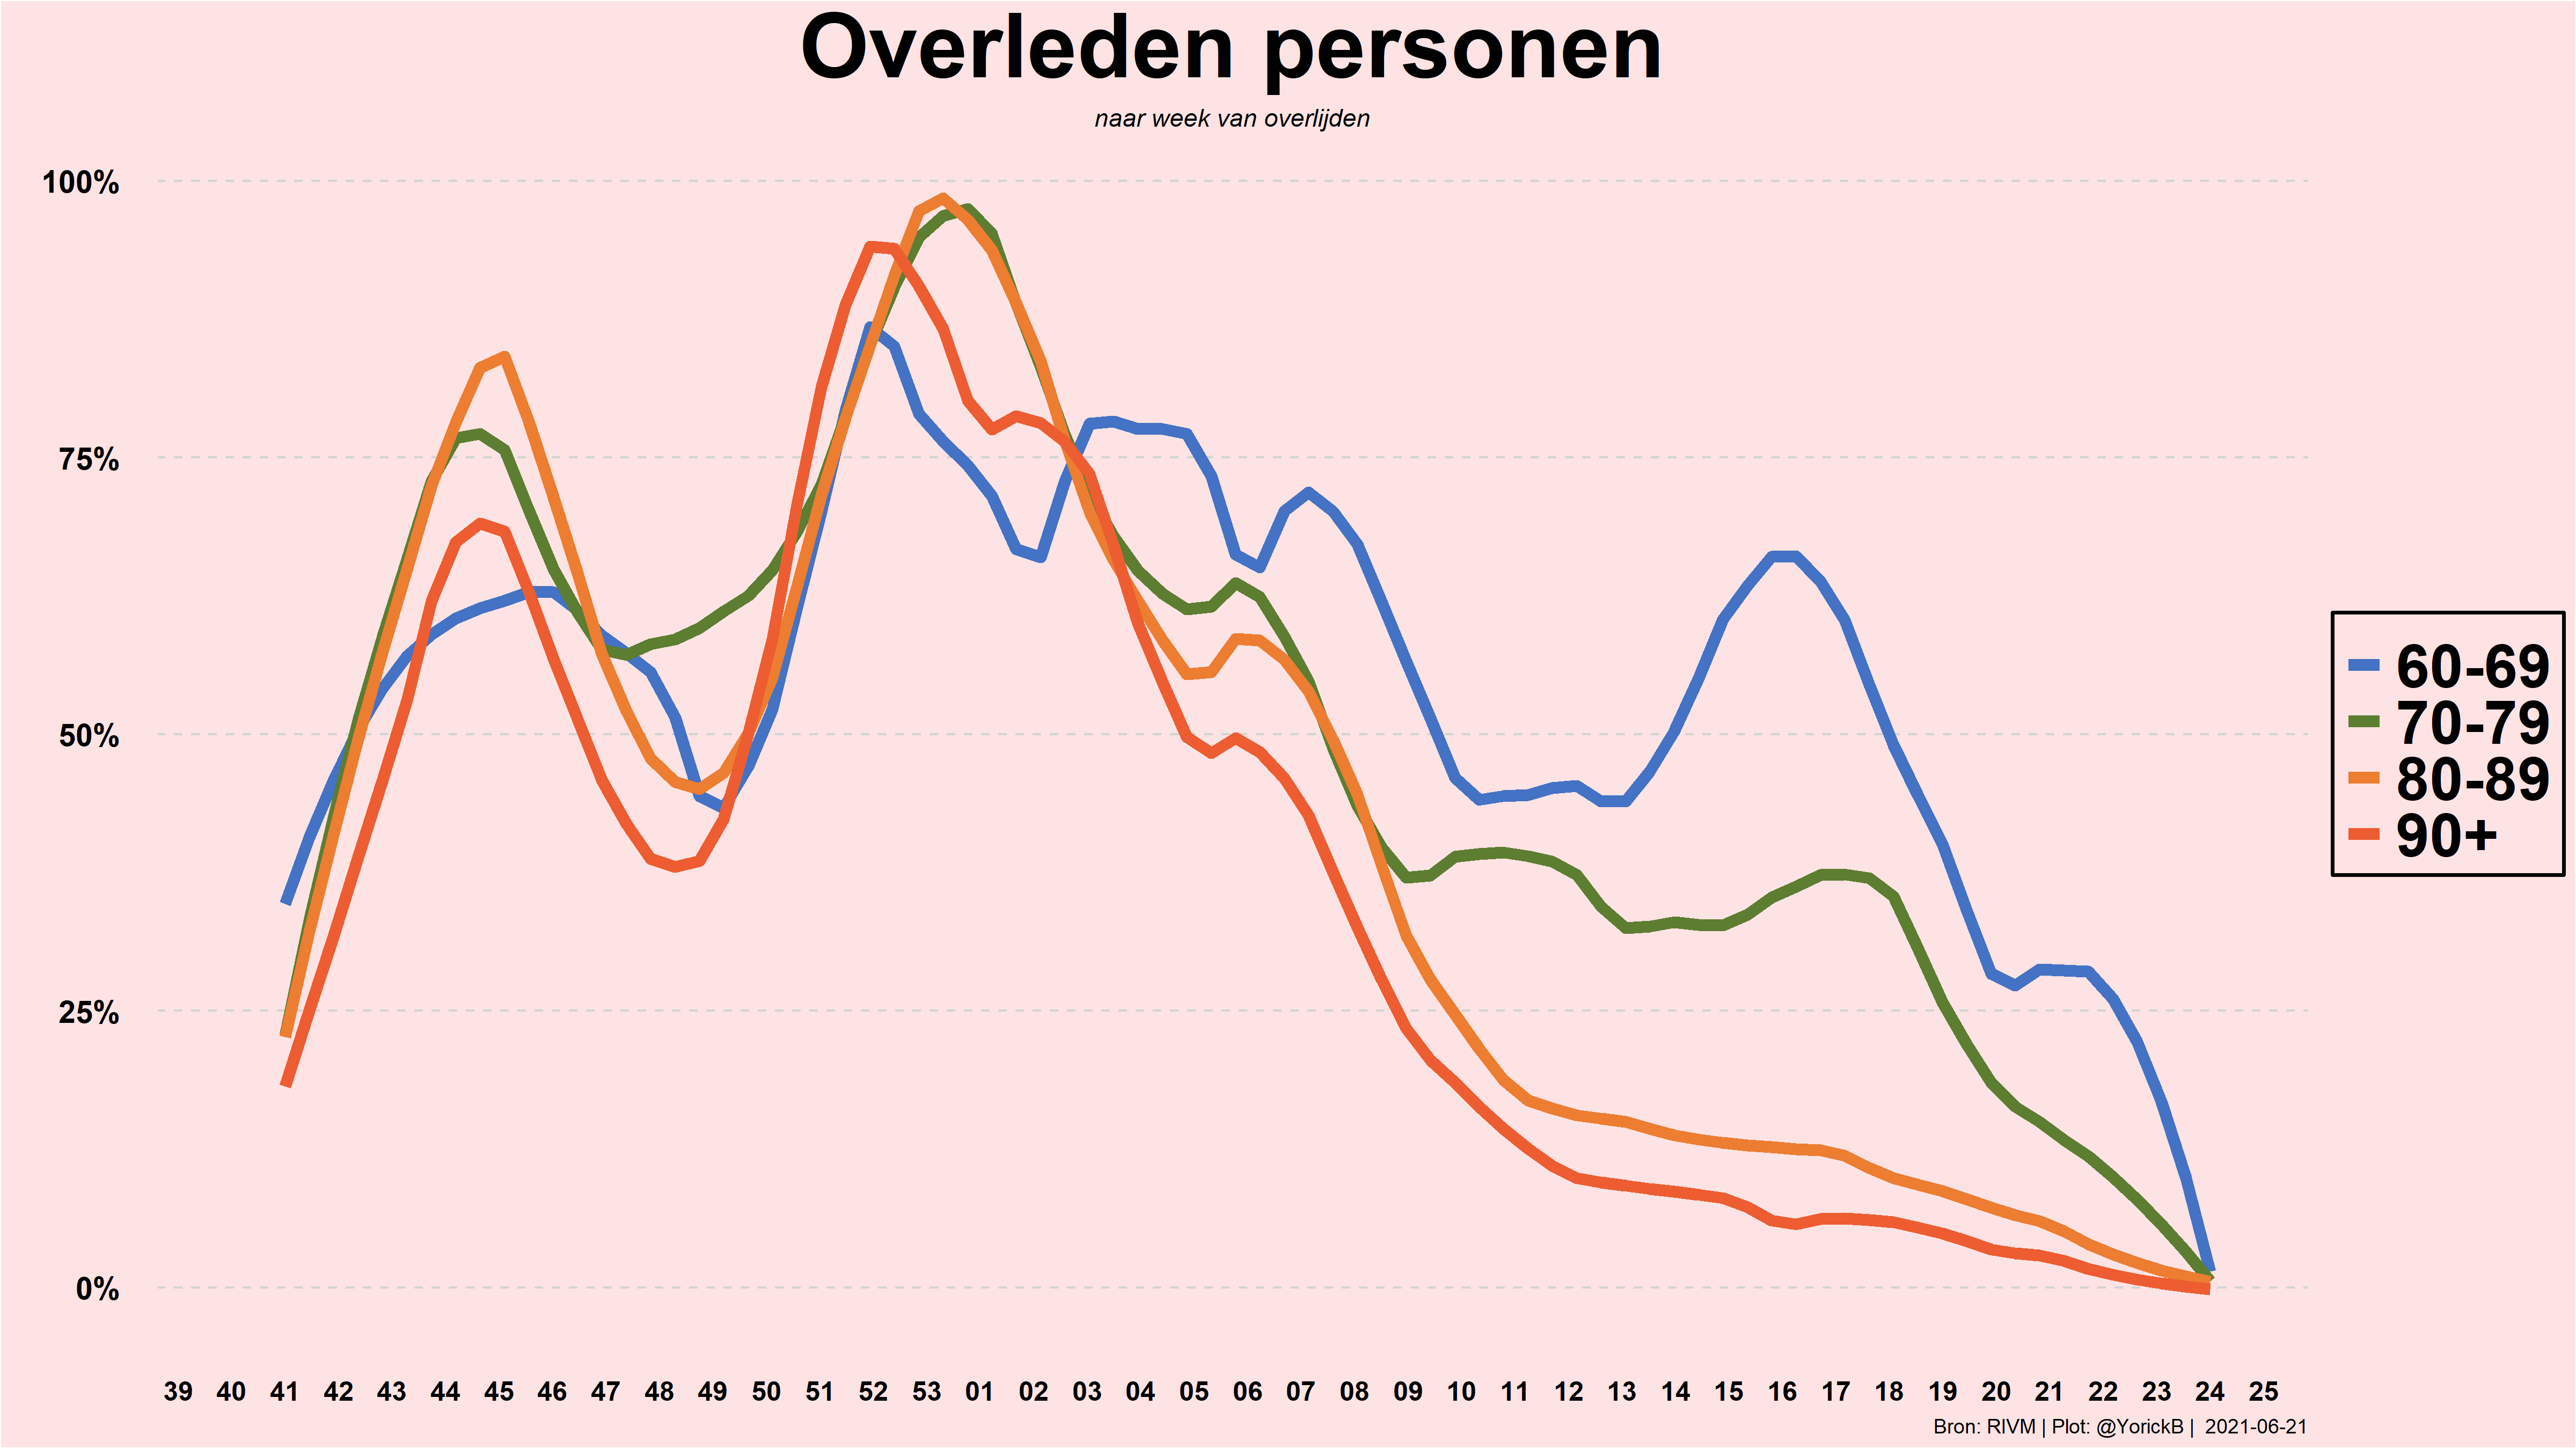 Overleden personen
naar week van overlijden
100%
75%
50%
25%
0%
60-69
70-79
80-89
90+
39 40 41 42 43 44 45 46 47 48 49 50 51 52 53 01 02 03 04 05 06 07 08 09 10 11 12 13 14 15 16 17 18 19 20 21 22 23 24 25
Bron: RIVM | Plot: @YorickB | 2021-06-21